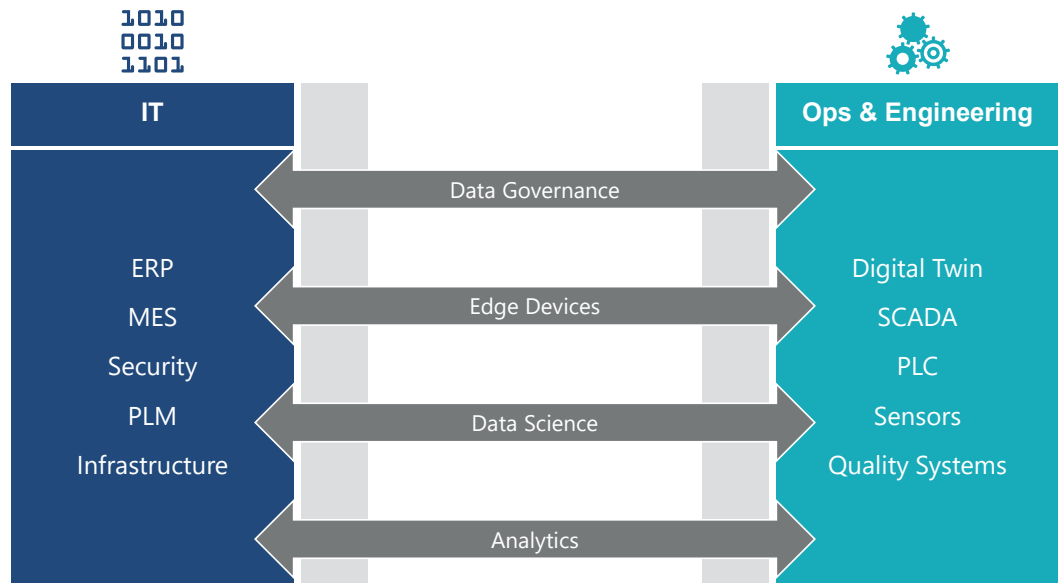 1010
0010
1101
IT
Ops & Engineering
Data Governance
ERP
MES
Security
PLM
Infrastructure
Edge Devices
Data Science
Analytics
Digital Twin
SCADA
PLC
Sensors
Quality Systems